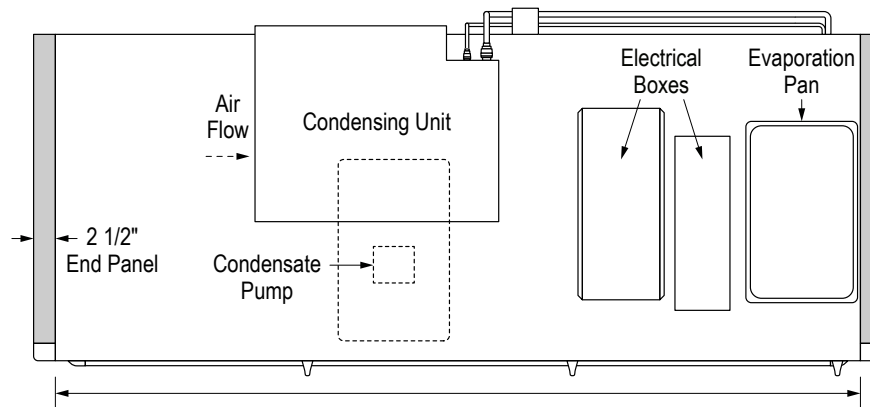 Electrical
Boxes
Evaporation
Pan
Air
Flow
Condensing Unit
2 1/2"
End Panel
Condensate
Pump